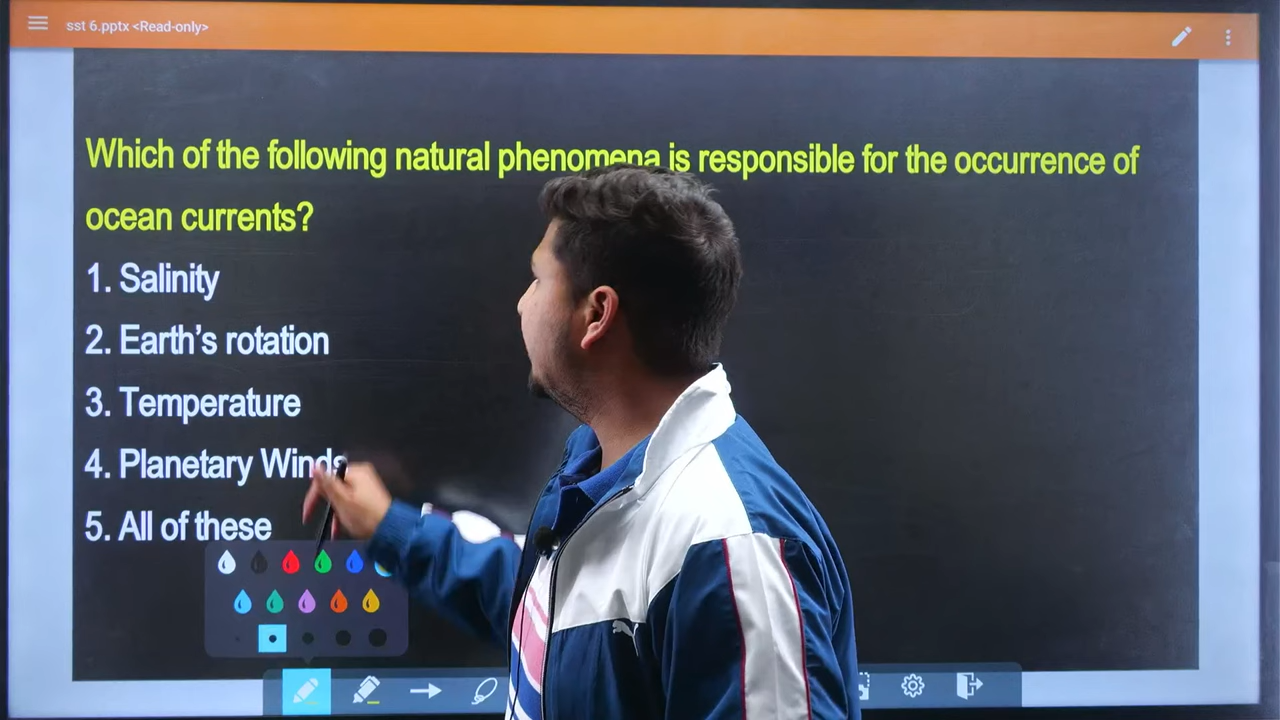 sst 6.pptx <Read-only>
Which of the following natural phenomena is responsible for the occurrence of
ocean currents?
1. Salinity
2. Earth's rotation
3. Temperature
4. Planetary Winds
5. All of these